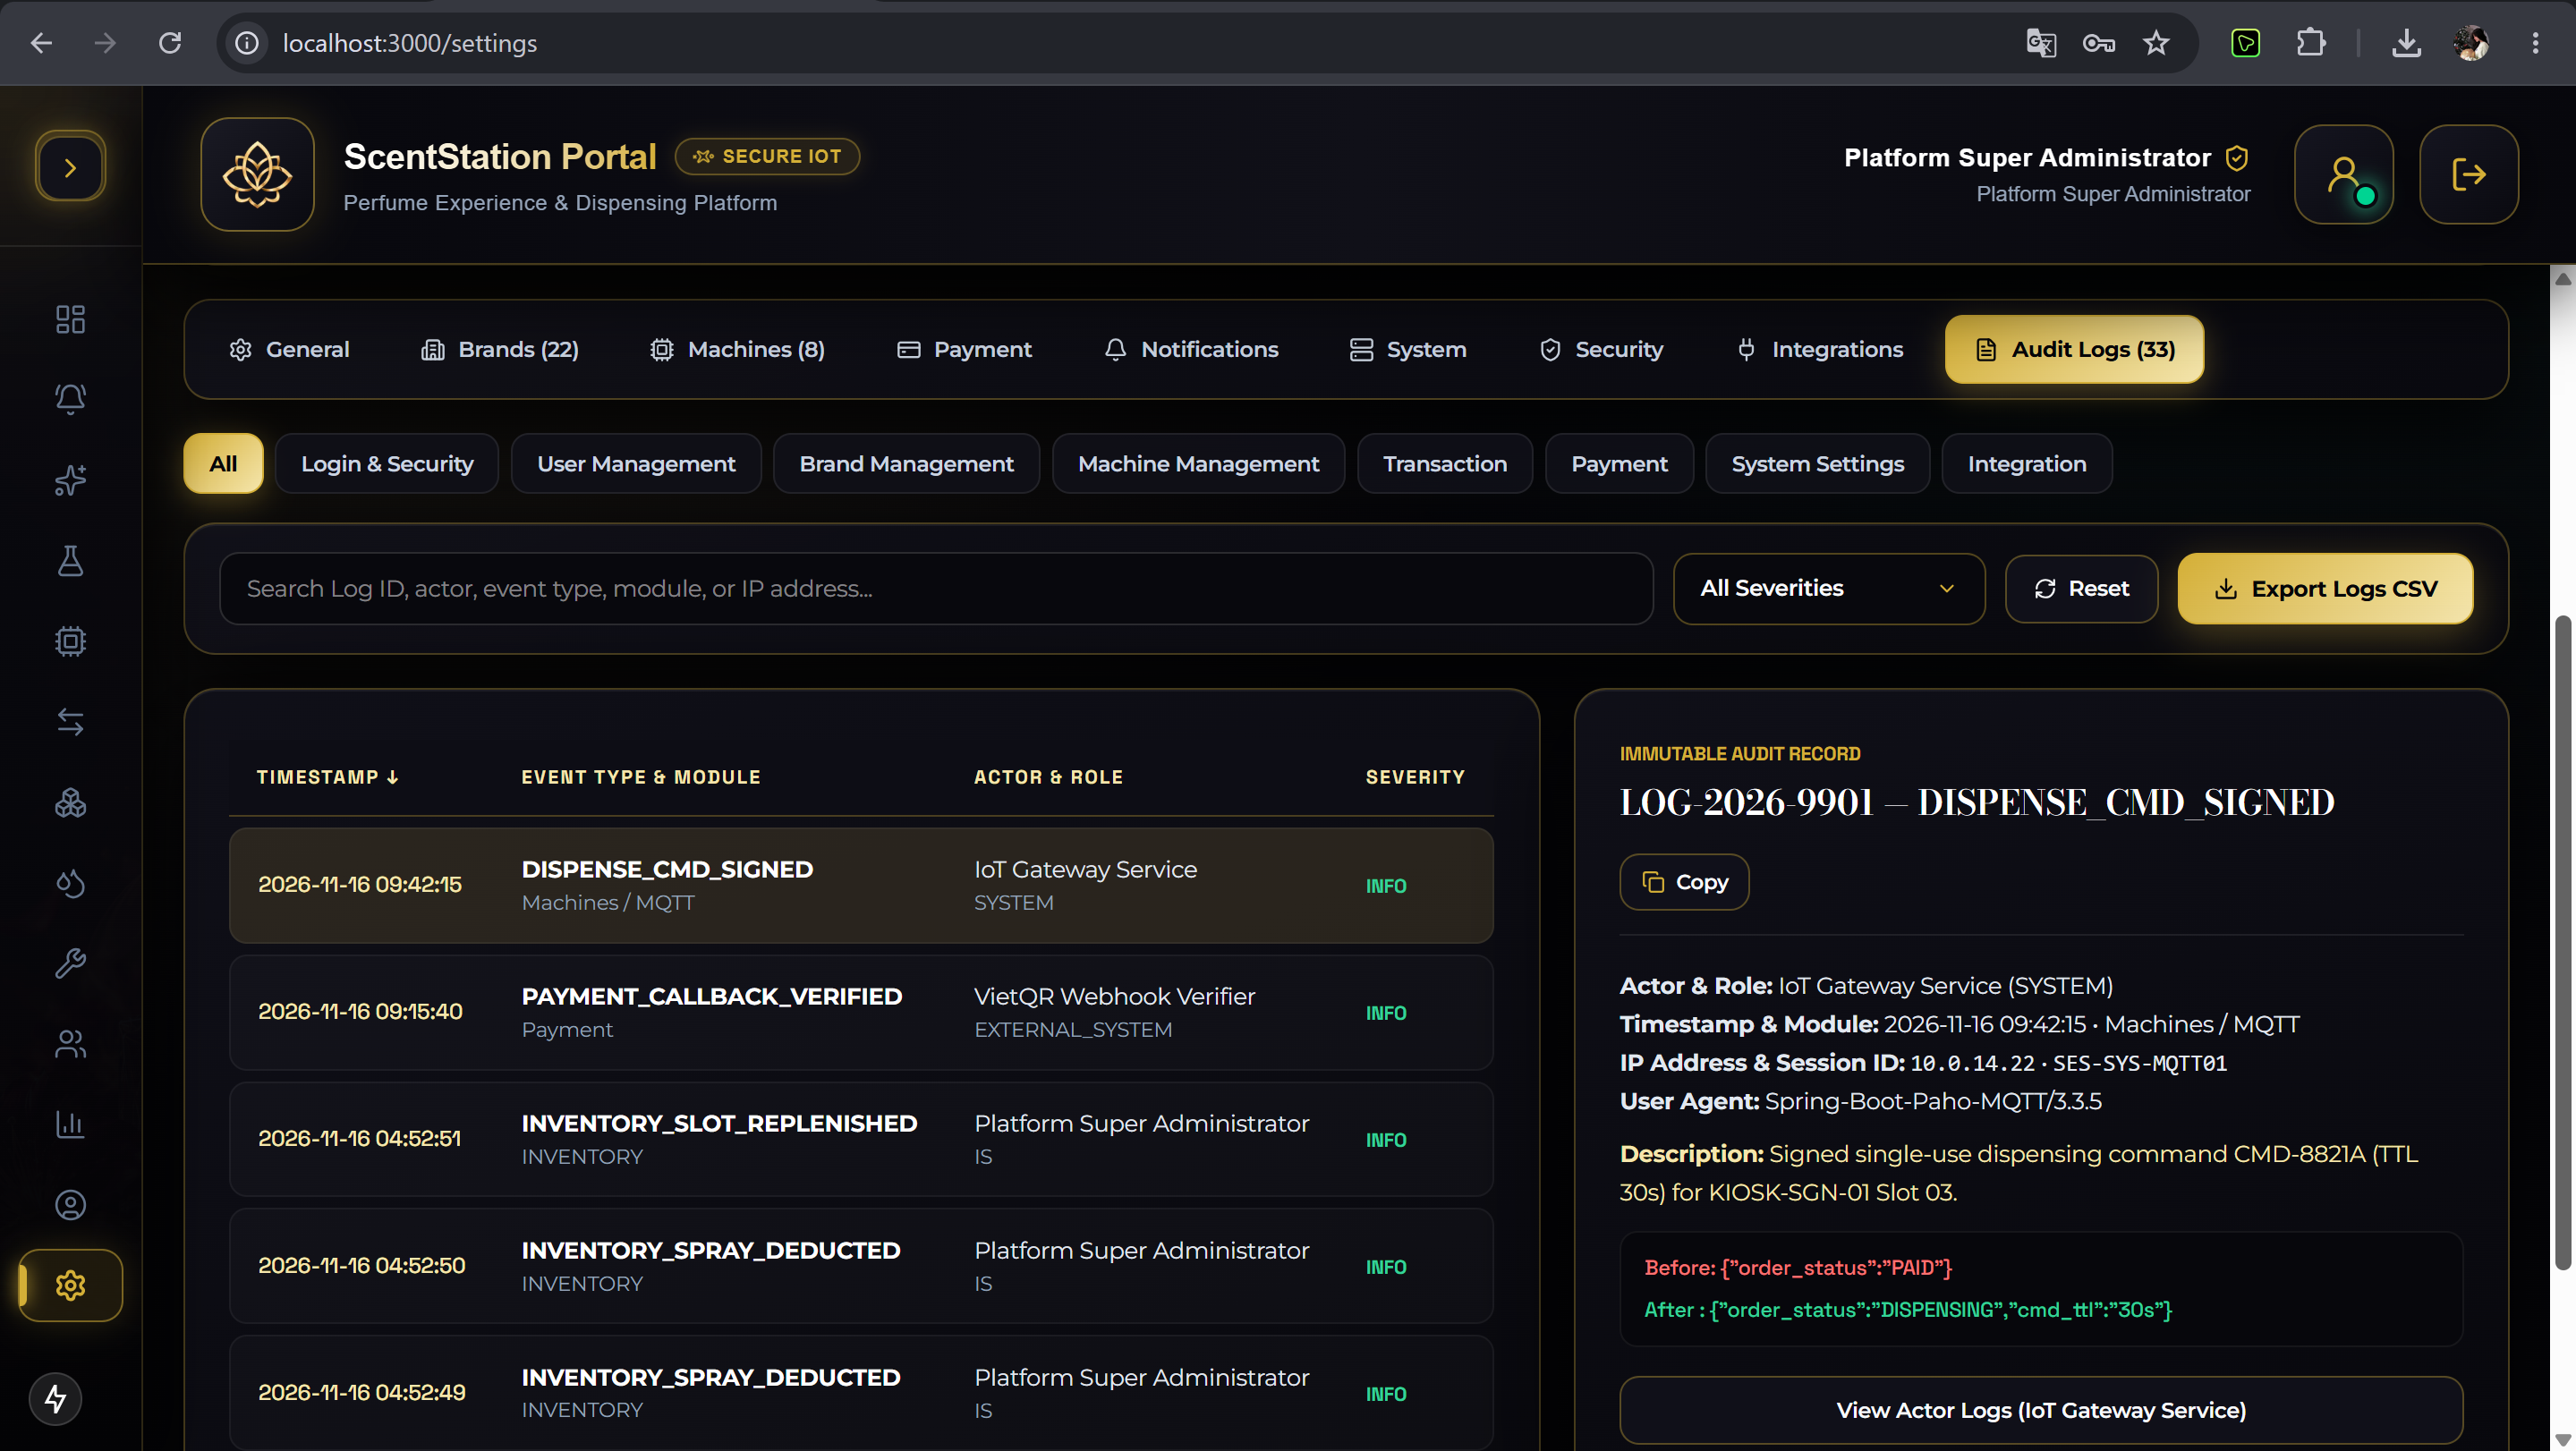 localhost:3000/settings
ScentStation Portal
SECURE IOT
Perfume Experience & Dispensing Platform
Platform Super Administrator
Platform Super Administrator
General
Brands (22)
Machines (8)
Payment
Notifications
System
Security
Integrations
Audit Logs (33)
All
Login & Security
User Management
Brand Management
Machine Management
Transaction
Payment
System Settings
Integration
Search Log ID, actor, event type, module, or IP address...
All Severities
Reset
Export Logs CSV
TIMESTAMP ↓ EVENT TYPE & MODULE ACTOR & ROLE SEVERITY
2026-11-16 09:42:15
DISPENSE_CMD_SIGNED
Machines / MQTT
IoT Gateway Service
SYSTEM
INFO
2026-11-16 09:15:40
PAYMENT_CALLBACK_VERIFIED
Payment
VietQR Webhook Verifier
EXTERNAL_SYSTEM
INFO
2026-11-16 04:52:51
INVENTORY_SLOT_REPLENISHED
INVENTORY
Platform Super Administrator
IS
INFO
2026-11-16 04:52:50
INVENTORY_SPRAY_DEDUCTED
INVENTORY
Platform Super Administrator
IS
INFO
2026-11-16 04:52:49
INVENTORY_SPRAY_DEDUCTED
INVENTORY
Platform Super Administrator
IS
INFO
IMMUTABLE AUDIT RECORD
LOG-2026-9901 — DISPENSE_CMD_SIGNED
Copy
Actor & Role: IoT Gateway Service (SYSTEM)
Timestamp & Module: 2026-11-16 09:42:15 • Machines / MQTT
IP Address & Session ID: 10.0.14.22 · SES-SYS-MQTT01
User Agent: Spring-Boot-Paho-MQTT/3.3.5
Description: Signed single-use dispensing command CMD-8821A (TTL
30s) for KIOSK-SGN-01 Slot 03.
Before: {"order_status":"PAID"}
After : {"order_status":"DISPENSING","cmd_ttl":"30s"}
View Actor Logs (IoT Gateway Service)